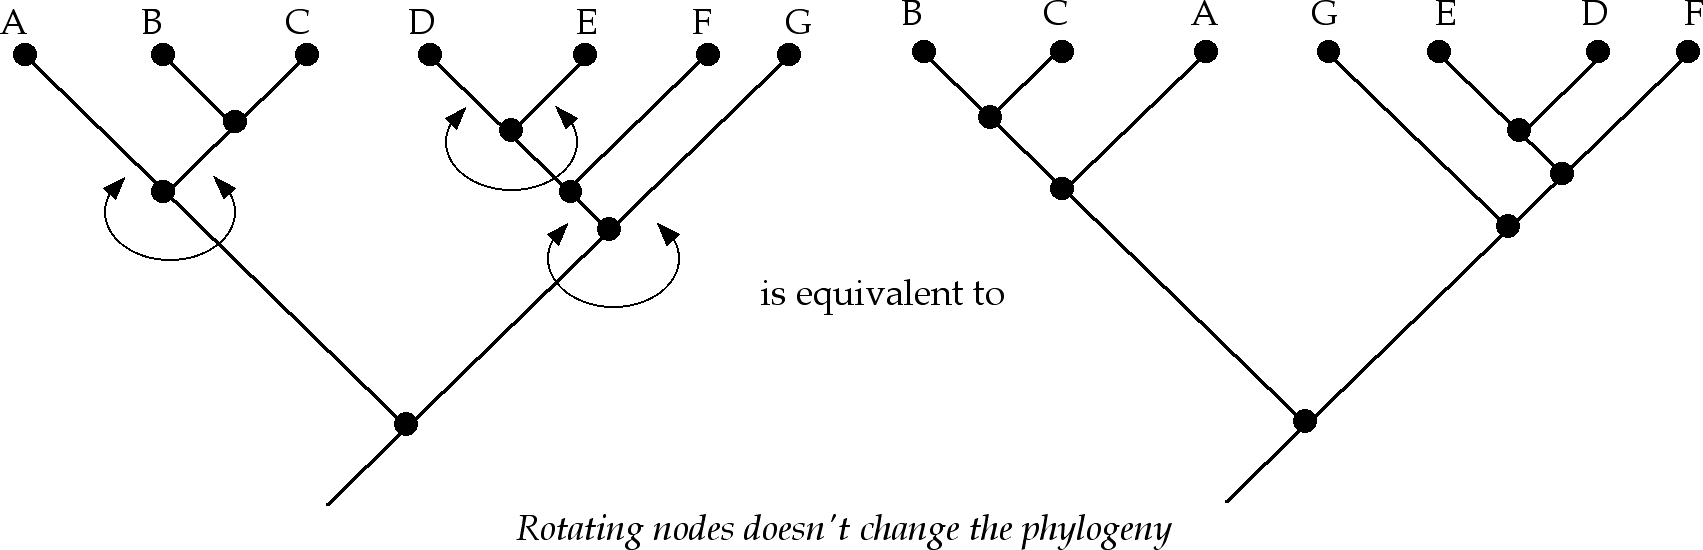 A B C D E F G B C A G E D F
is equivalent to
Rotating nodes doesn't change the phylogeny